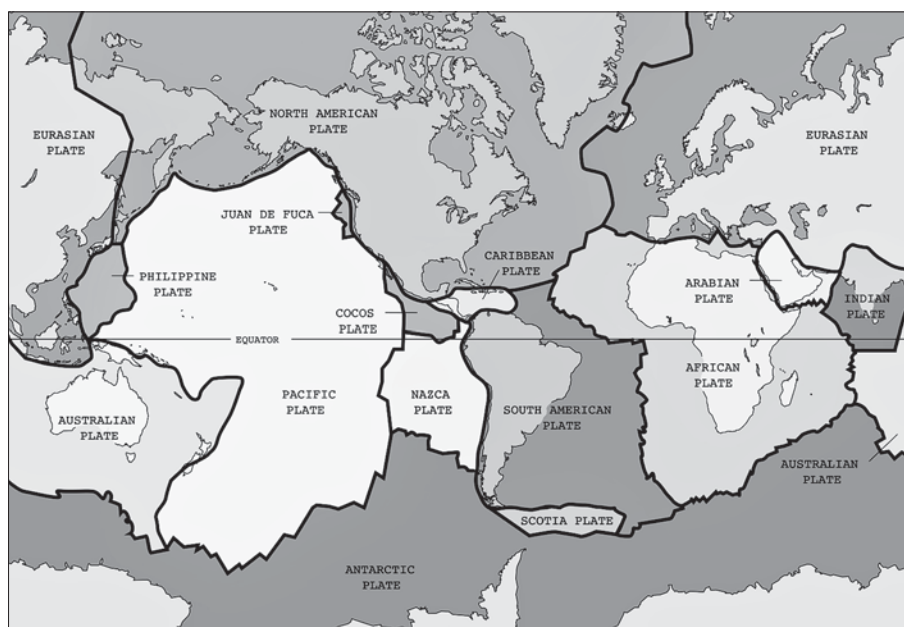 NORTH AMERICAN
PLATE
EURASIAN
PLATE
EURASIAN
PLATE
JUAN DE FUCA
PLATE
CARIBBEAN
PLATE
PHILIPPINE
PLATE
ARABIAN
PLATE
INDIAN
PLATE
COCOS
PLATE
EQUATOR
AFRICAN
PLATE
PACIFIC
PLATE
NAZCA
PLATE
SOUTH AMERICAN
PLATE
AUSTRALIAN
PLATE
AUSTRALIAN
PLATE
SCOTIA PLATE
ANTARCTIC
PLATE